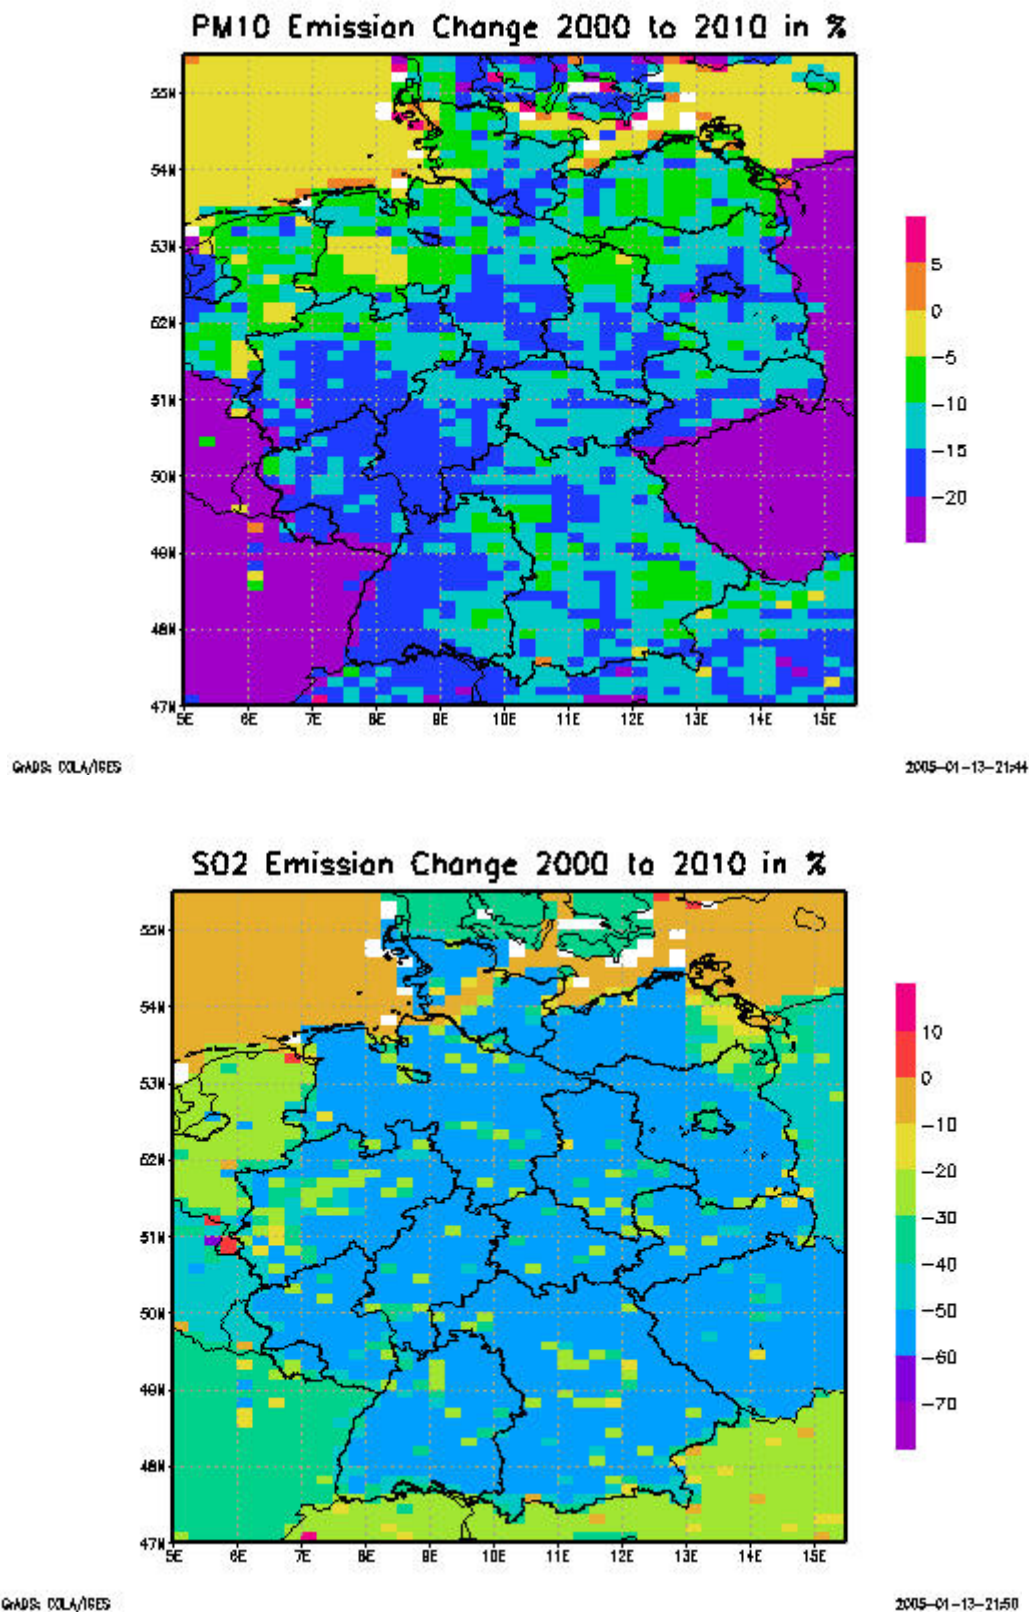 PM10 Emission Change 2000 to 2010 in %
55N
54N
53N
52N
51N
50N
49N
48N
47N
5E 6E 7E 8E 9E 10E 11E 12E 13E 14E 15E
5
0
−5
−10
−15
−20
GrADS: COLA/IGES
2005−01−13−21:44
SO2 Emission Change 2000 to 2010 in %
55N
54N
53N
52N
51N
50N
49N
48N
47N
5E 6E 7E 8E 9E 10E 11E 12E 13E 14E 15E
10
0
−10
−20
−30
−40
−50
−60
−70
GrADS: COLA/IGES
2005−01−13−21:50